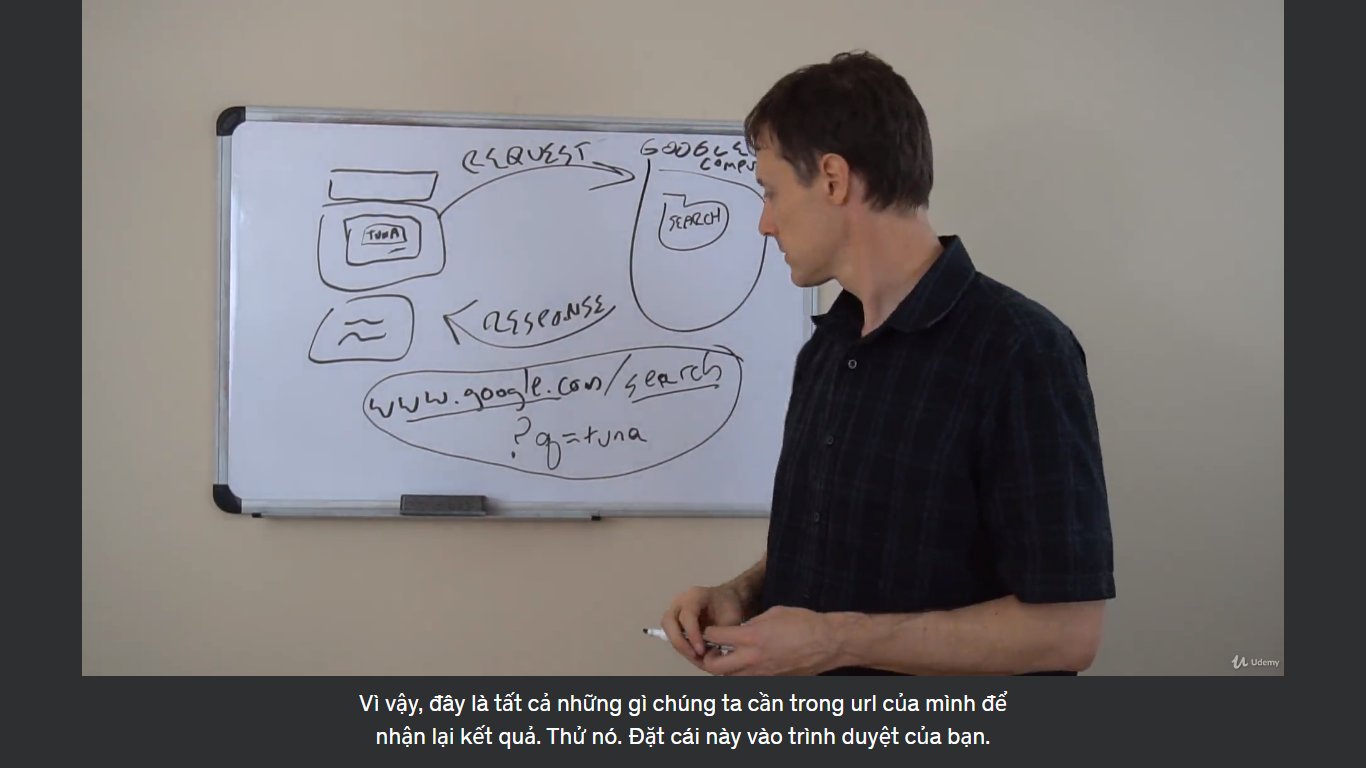 REQUEST
GOOGLE
COMPU
TUNA
SEARCH
RESPONSE
www.google.com/search
?q=tuna
Udemy
Vì vậy, đây là tất cả những gì chúng ta cần trong url của mình để
nhận lại kết quả. Thử nó. Đặt cái này vào trình duyệt của bạn.